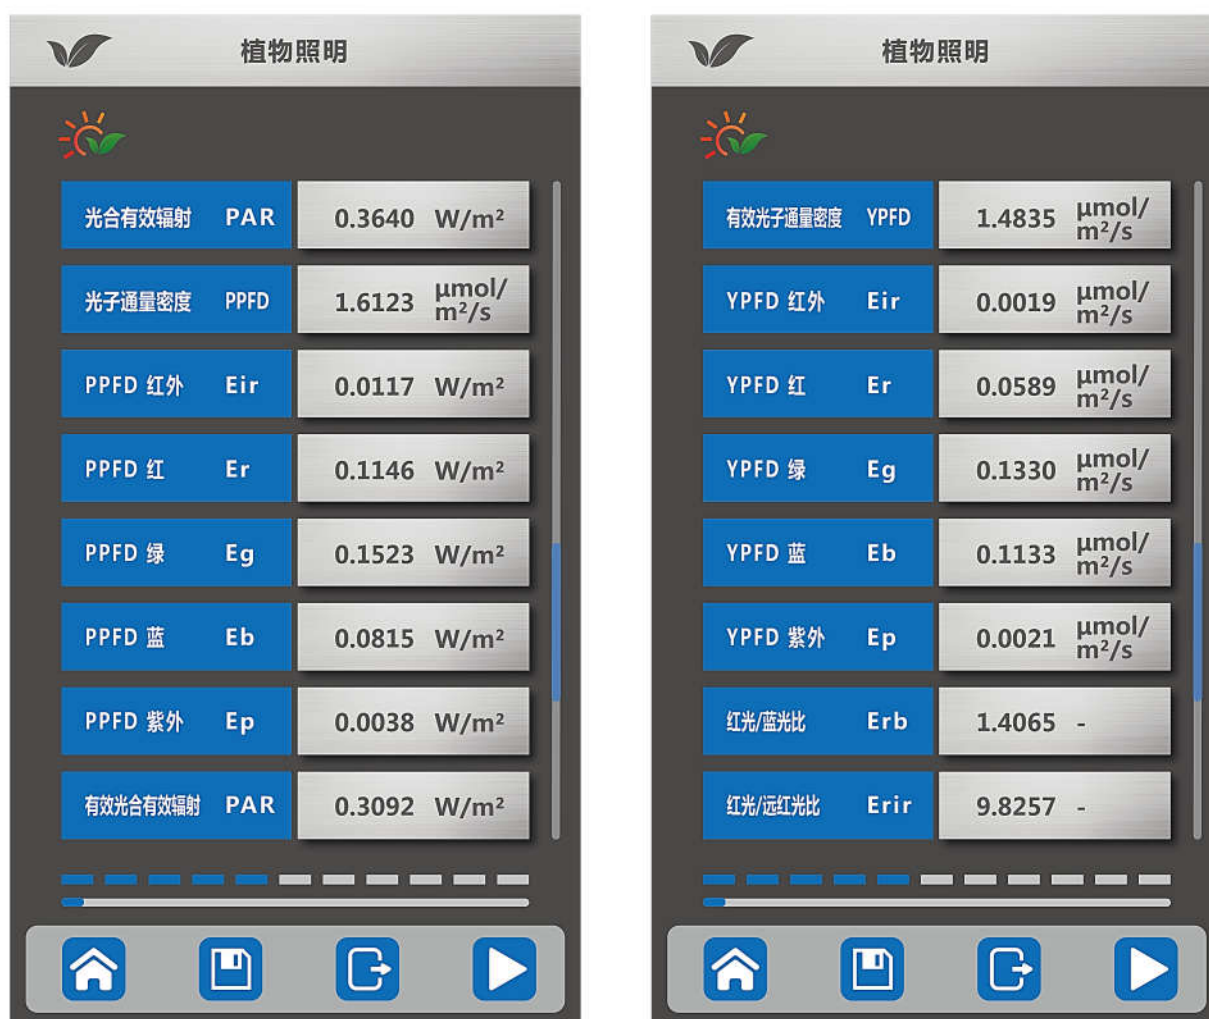 植物照明
光合有效辐射 PAR 0.3640 W/m²
光子通量密度 PPFD 1.6123 μmol/
m²/s
PPFD 红外 Eir 0.0117 W/m²
PPFD 红 Er 0.1146 W/m²
PPFD 绿 Eg 0.1523 W/m²
PPFD 蓝 Eb 0.0815 W/m²
PPFD 紫外 Ep 0.0038 W/m²
有效光合有效辐射 PAR 0.3092 W/m²
植物照明
有效光子通量密度 YPFD 1.4835 μmol/
m²/s
YPFD 红外 Eir 0.0019 μmol/
m²/s
YPFD 红 Er 0.0589 μmol/
m²/s
YPFD 绿 Eg 0.1330 μmol/
m²/s
YPFD 蓝 Eb 0.1133 μmol/
m²/s
YPFD 紫外 Ep 0.0021 μmol/
m²/s
红光/蓝光比 Erb 1.4065 -
红光/远红光比 Erir 9.8257 -